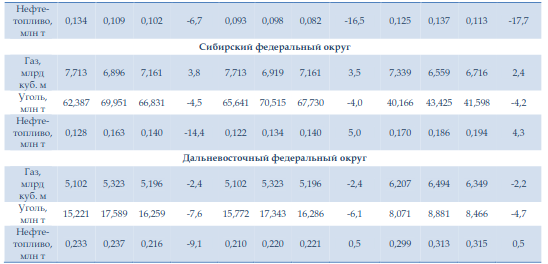 Нефте-
топливо, 0,134 0,109 0,102 -6,7 0,093 0,098 0,082 -16,5 0,125 0,137 0,113 -17,7
млн т
Сибирский федеральный округ
Газ,
млрд 7,713 6,896 7,161 3,8 7,713 6,919 7,161 3,5 7,339 6,559 6,716 2,4
куб. м
Уголь, 62,387 69,951 66,831 -4,5 65,641 70,515 67,730 -4,0 40,166 43,425 41,598 -4,2
млн т
Нефте-
топливо, 0,128 0,163 0,140 -14,4 0,122 0,134 0,140 5,0 0,170 0,186 0,194 4,3
млн т
Дальневосточный федеральный округ
Газ,
млрд 5,102 5,323 5,196 -2,4 5,102 5,323 5,196 -2,4 6,207 6,494 6,349 -2,2
куб. м
Уголь, 15,221 17,589 16,259 -7,6 15,772 17,343 16,286 -6,1 8,071 8,881 8,466 -4,7
млн т
Нефте-
топливо, 0,233 0,237 0,216 -9,1 0,210 0,220 0,221 0,5 0,299 0,313 0,315 0,5
млн т